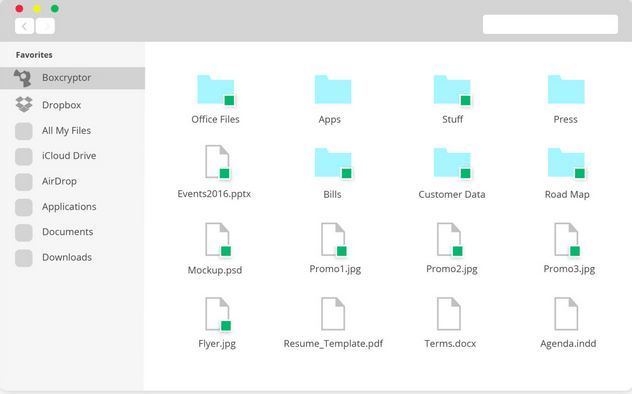 Favorites
Boxcryptor
Dropbox
All My Files
iCloud Drive
AirDrop
Applications
Documents
Downloads
Office Files
Apps
Stuff
Press
Events2016.pptx
Bills
Customer Data
Road Map
Mockup.psd
Promo1.jpg
Promo2.jpg
Promo3.jpg
Flyer.jpg
Resume_Template.pdf
Terms.docx
Agenda.indd